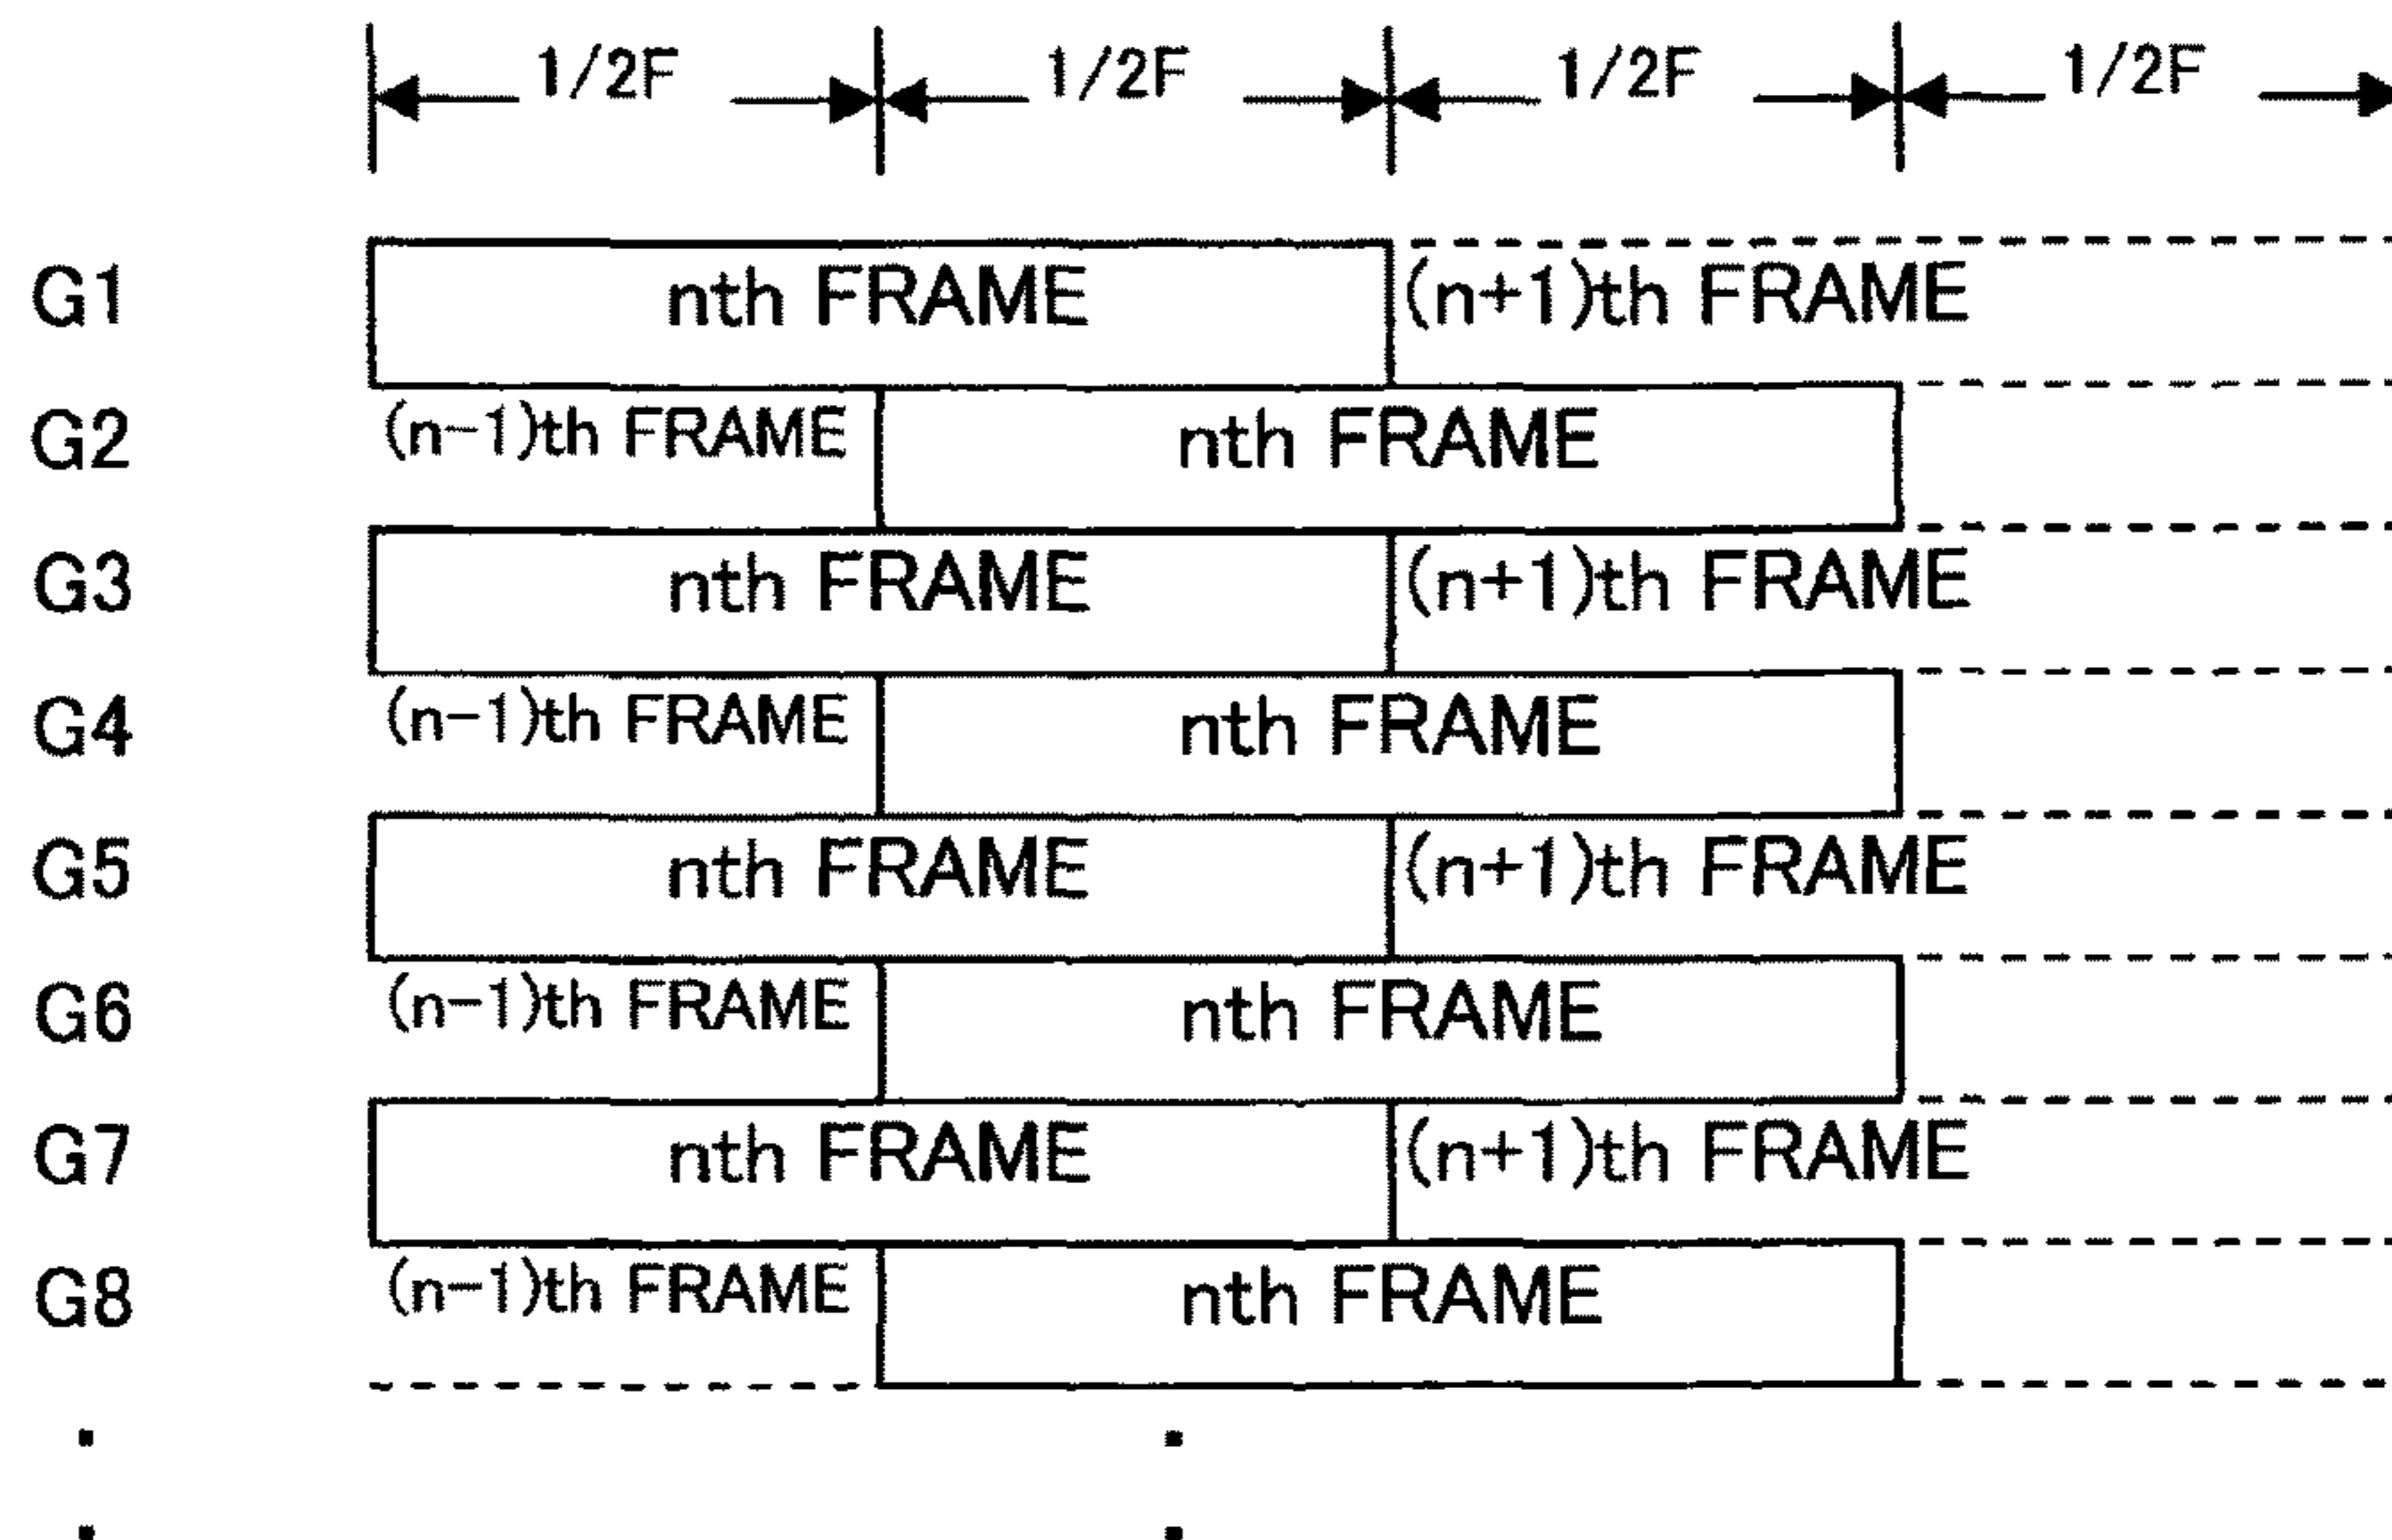 1/2F 1/2F 1/2F 1/2F
G1 nth FRAME (n+1)th FRAME
G2 (n-1)th FRAME nth FRAME
G3 nth FRAME (n+1)th FRAME
G4 (n-1)th FRAME nth FRAME
G5 nth FRAME (n+1)th FRAME
G6 (n-1)th FRAME nth FRAME
G7 nth FRAME (n+1)th FRAME
G8 (n-1)th FRAME nth FRAME